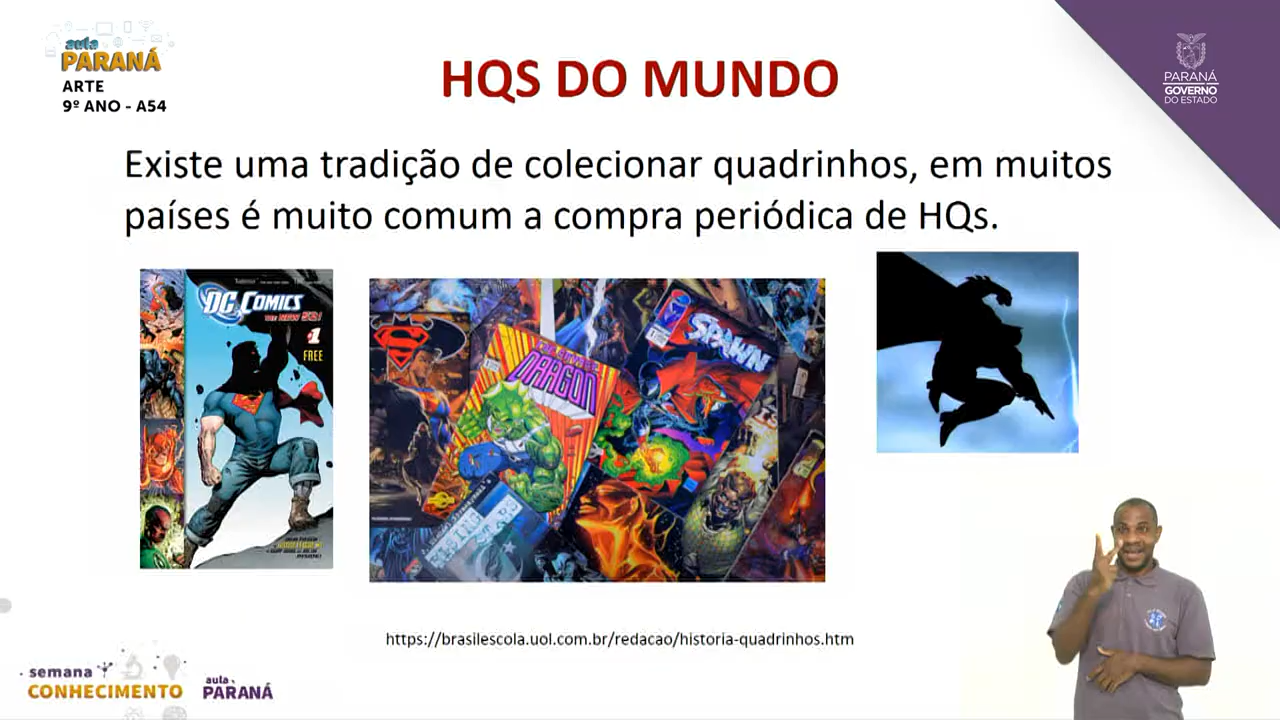 aula
PARANÁ
ARTE
9º ANO - A54
HQS DO MUNDO
PARANÁ
GOVERNO
DO ESTADO
Existe uma tradição de colecionar quadrinhos, em muitos
países é muito comum a compra periódica de HQs.
DC COMICS
THE NEW 52!
#1
FREE
DRAGON
SPAWN
https://brasilescola.uol.com.br/redacao/historia-quadrinhos.htm
semana
CONHECIMENTO
aula
PARANÁ